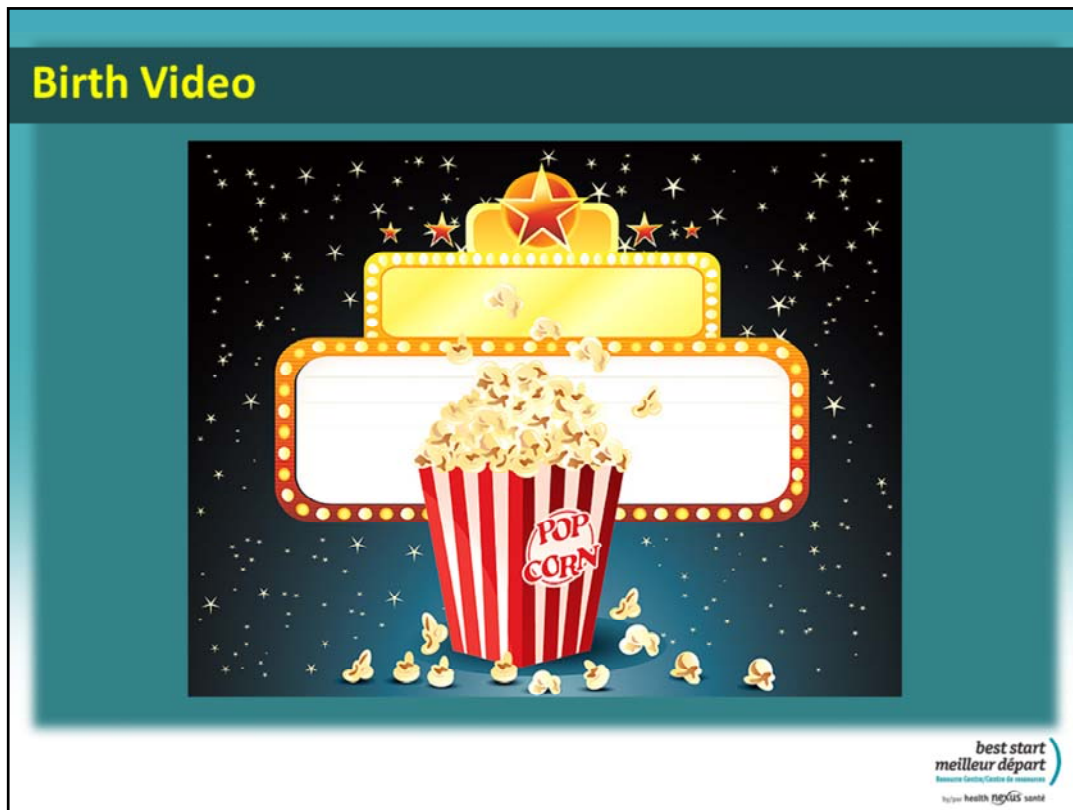 Birth Video
POP
CORN
best start
meilleur départ
Resource Centre/Centre de ressources
by/par health nexus santé